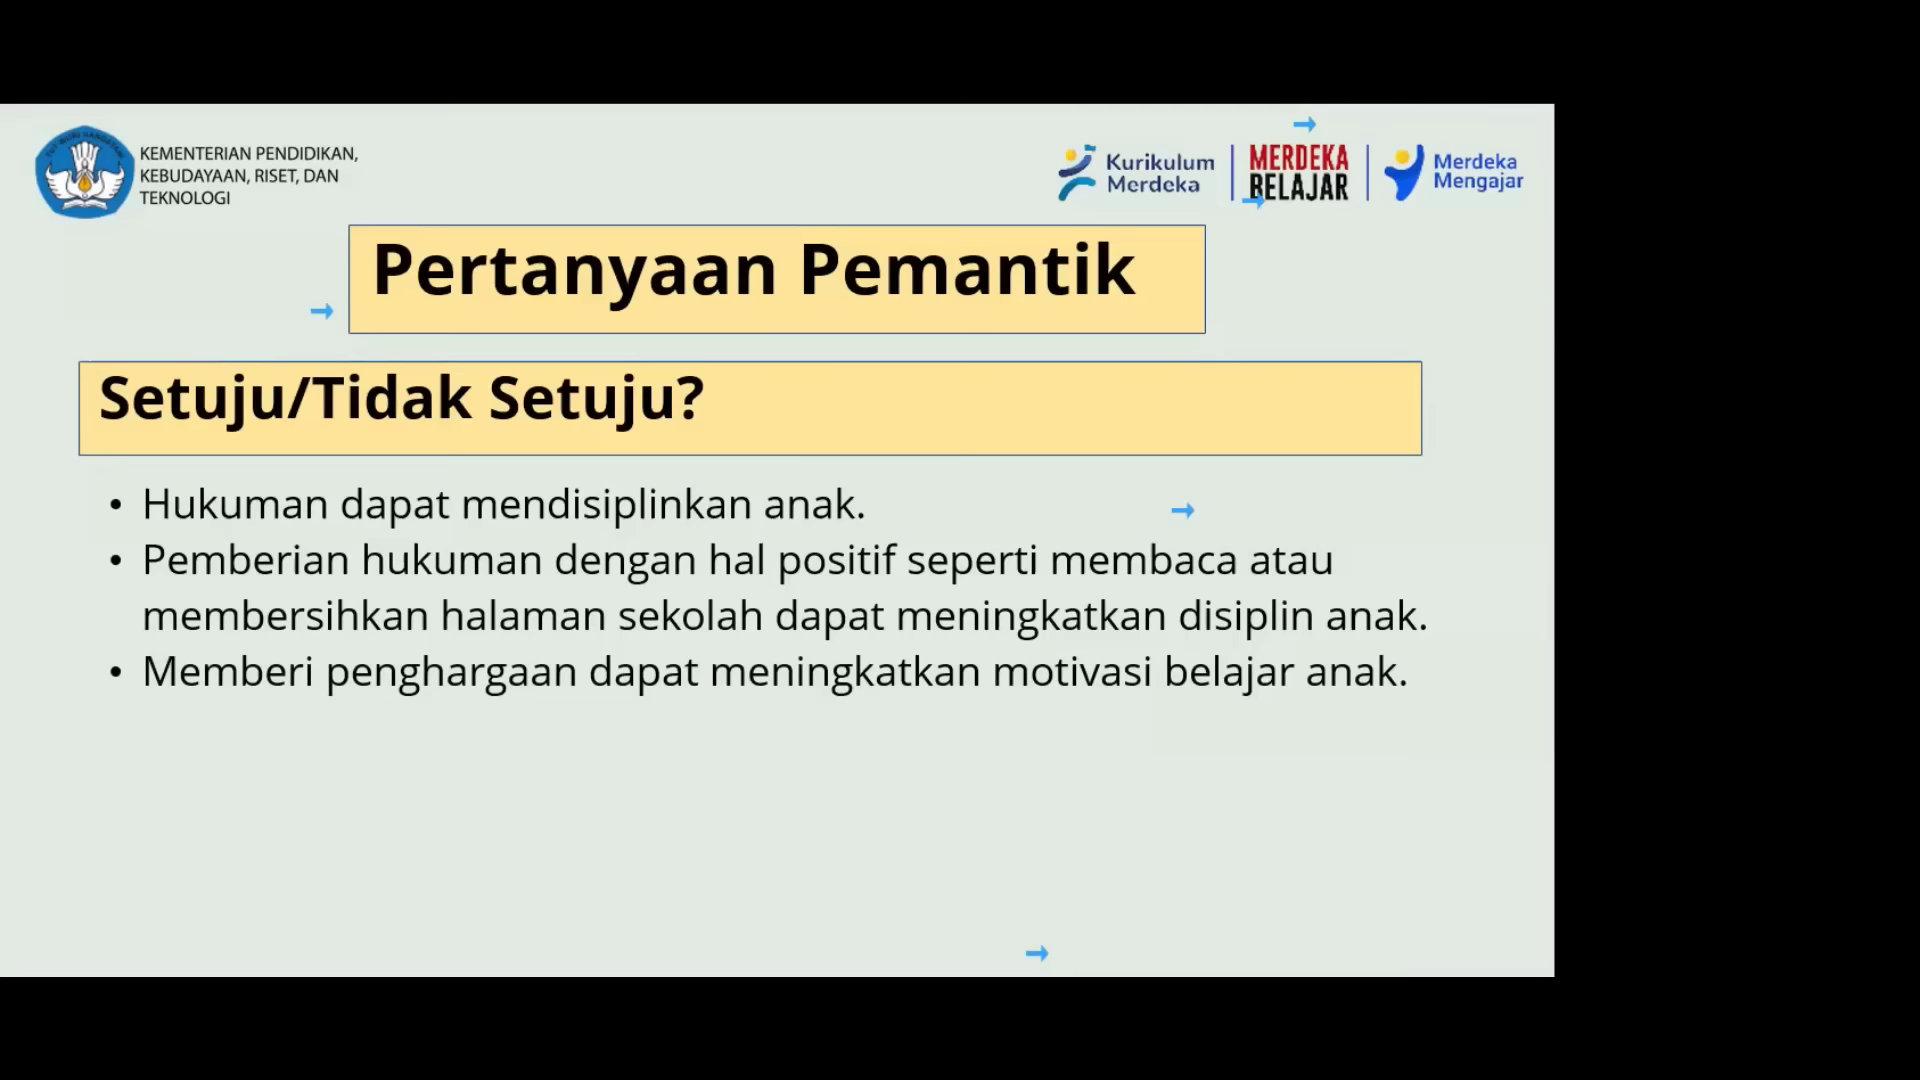 KEMENTERIAN PENDIDIKAN,
KEBUDAYAAN, RISET, DAN
TEKNOLOGI
Kurikulum
Merdeka
MERDEKA
BELAJAR
Merdeka
Mengajar
Pertanyaan Pemantik
Setuju/Tidak Setuju?
• Hukuman dapat mendisiplinkan anak.
• Pemberian hukuman dengan hal positif seperti membaca atau
membersihkan halaman sekolah dapat meningkatkan disiplin anak.
• Memberi penghargaan dapat meningkatkan motivasi belajar anak.